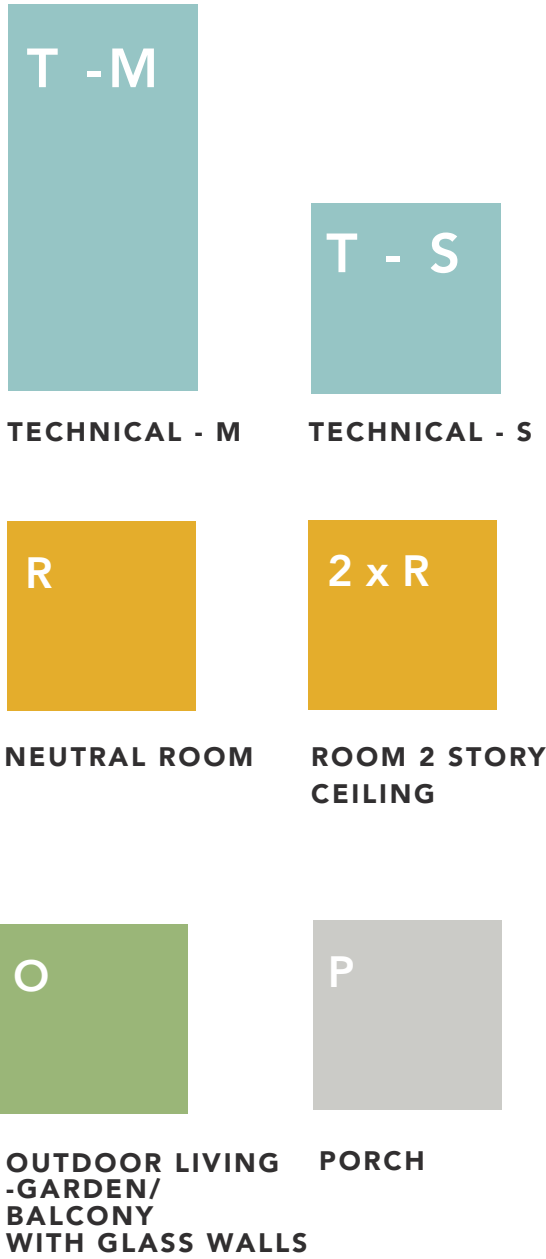 T -M
T - S
TECHNICAL - M
TECHNICAL - S
R
2 x R
NEUTRAL ROOM
ROOM 2 STORY
CEILING
O
P
OUTDOOR LIVING
-GARDEN/
BALCONY
WITH GLASS WALLS
PORCH